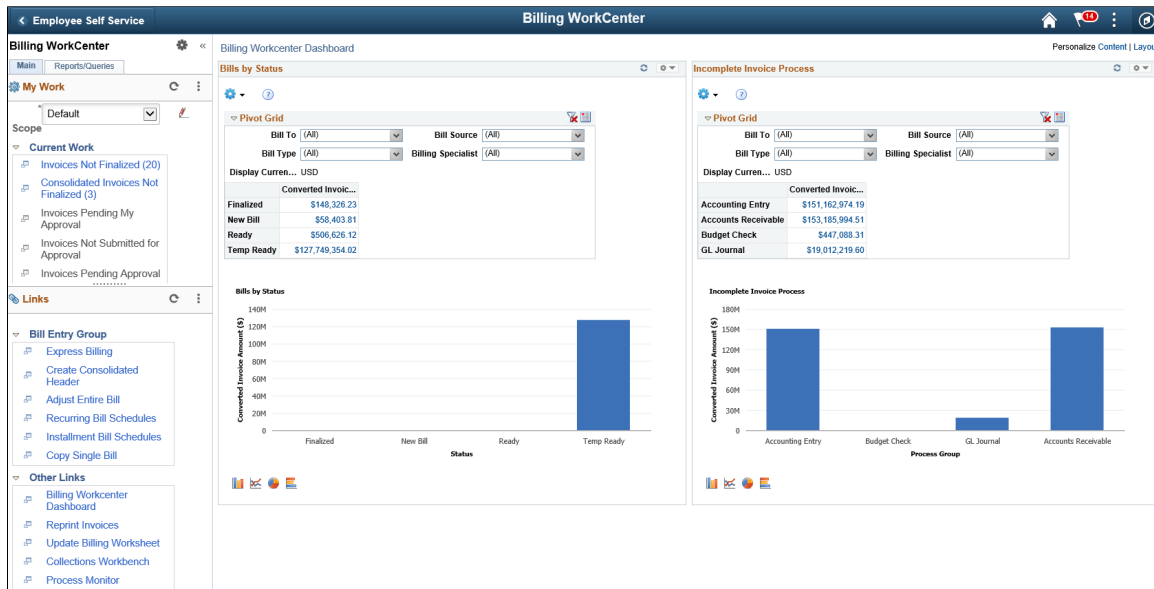 Employee Self Service
Billing WorkCenter
14
Billing WorkCenter
«
Main
Reports/Queries
My Work
* Default
Scope
Current Work
Invoices Not Finalized (20)
Consolidated Invoices Not
Finalized (3)
Invoices Pending My
Approval
Invoices Not Submitted for
Approval
Invoices Pending Approval
Links
Bill Entry Group
Express Billing
Create Consolidated
Header
Adjust Entire Bill
Recurring Bill Schedules
Installment Bill Schedules
Copy Single Bill
Other Links
Billing Workcenter
Dashboard
Reprint Invoices
Update Billing Worksheet
Collections Workbench
Process Monitor
Billing Workcenter Dashboard
Personalize Content | Layou
Bills by Status
?
Pivot Grid
Bill To (All) Bill Source (All)
Bill Type (All) Billing Specialist (All)
Display Curren... USD
Converted Invoic...
Finalized $148,326.23
New Bill $58,403.81
Ready $506,626.12
Temp Ready $127,749,354.02
Bills by Status
Converted Invoice Amount ($)
140M
120M
100M
80M
60M
40M
20M
0
Finalized New Bill Ready Temp Ready
Status
Incomplete Invoice Process
?
Pivot Grid
Bill To (All) Bill Source (All)
Bill Type (All) Billing Specialist (All)
Display Curren... USD
Converted Invoic...
Accounting Entry $151,162,974.19
Accounts Receivable $153,185,994.51
Budget Check $447,088.31
GL Journal $19,012,219.60
Incomplete Invoice Process
Converted Invoice Amount ($)
180M
150M
120M
90M
60M
30M
0
Accounting Entry Budget Check GL Journal Accounts Receivable
Process Group